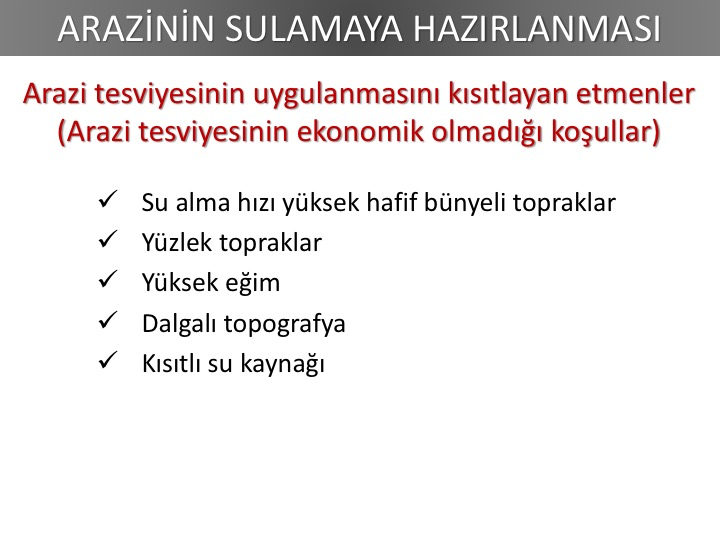 ARAZİNİN SULAMAYA HAZIRLANMASI
Arazi tesviyesinin uygulanmasını kısıtlayan etmenler
(Arazi tesviyesinin ekonomik olmadığı koşullar)
✓ Su alma hızı yüksek hafif bünyeli topraklar
✓ Yüzlek topraklar
✓ Yüksek eğim
✓ Dalgalı topografya
✓ Kısıtlı su kaynağı